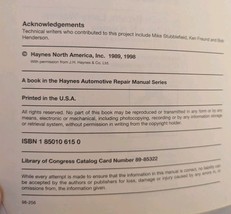 Acknowledgements
Technical writers who contributed to this project include Mike Stubblefield, Ken Freund and
Henderson.
© Haynes North America, Inc. 1989, 1998
With permission from J.H. Haynes & Co. Ltd.
A book in the Haynes Automotive Repair Manual Series
Printed in the U.S.A.
All rights reserved. No part of this book may be reproduced or transmitted in any form or by any
means, electronic or mechanical, including photocopying, recording or by any information storage
or retrieval system, without permission in writing from the copyright holder.
ISBN 1 85010 615 0
Library of Congress Catalog Card Number 89-85322
While every attempt is made to ensure that the information in this manual is correct, no liability can
be accepted by the authors or publishers for loss, damage or injury caused by any errors in, or
omissions from, the information given.